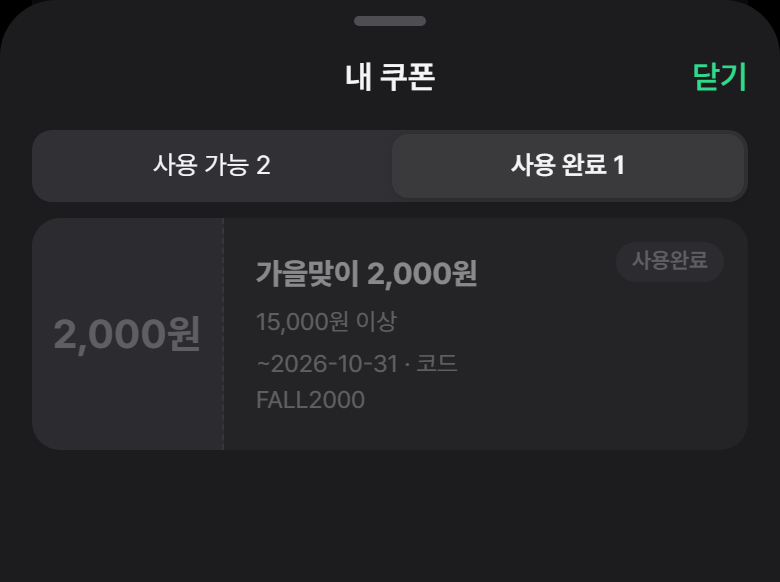 내 쿠폰
닫기
사용 가능 2
사용 완료 1
2,000원
가을맞이 2,000원
사용완료
15,000원 이상
~2026-10-31 · 코드
FALL2000